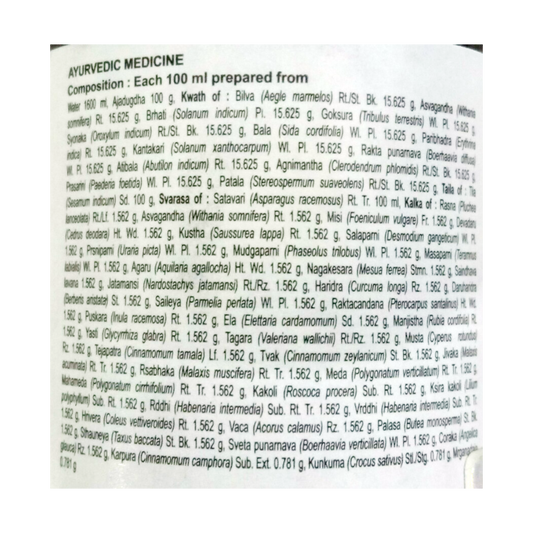 AYURVEDIC MEDICINE
Composition : Each 100 ml prepared from
Water 1600 ml, Ajadugdha 100 g, Kwath of : Bilva (Aegle marmelos) Rt./St. Bk. 15.625 g, Asvagandha (Withania
somnifera) Rt. 15.625 g, Brhati (Solanum indicum) Pl. 15.625 g, Goksura (Tribulus terrestris) Wl. Pl. 15.625 g,
Syonaka (Oroxylum indicum) Rt./St. Bk. 15.625 g, Bala (Sida cordifolia) Wl. Pl. 15.625 g, Paribhadra (Erythrina
indica) Rt. 15.625 g, Kantakari (Solanum xanthocarpum) Wl. Pl. 15.625 g, Rakta punarnava (Boerhaavia diffusa)
Wl. Pl. 15.625 g, Atibala (Abutilon indicum) Rt. 15.625 g, Agnimantha (Clerodendrum phlomidis) Rt./St. Bk. 15.625 g,
Prasarni (Paederia foetida) Wl. Pl. 15.625 g, Patala (Stereospermum suaveolens) Rt./St. Bk. 15.625 g, Taila of : Tila
(Sesamum indicum) Sd. 100 g, Svarasa of : Satavari (Asparagus racemosus) Rt. Tr. 100 ml, Kalka of : Rasna (Pluchea
lanceolata) Rt./Lf. 1.562 g, Asvagandha (Withania somnifera) Rt. 1.562 g, Misi (Foeniculum vulgare) Fr. 1.562 g, Devadaru
(Cedrus deodara) Ht. Wd. 1.562 g, Kustha (Saussurea lappa) Rt. 1.562 g, Salaparni (Desmodium gangeticum) Wl. Pl.
1.562 g, Prsniparni (Uraria picta) Wl. Pl. 1.562 g, Mudgaparni (Phaseolus trilobus) Wl. Pl. 1.562 g, Masaparni (Teramnus
labialis) Wl. Pl. 1.562 g, Agaru (Aquilaria agallocha) Ht. Wd. 1.562 g, Nagakesara (Mesua ferrea) Stmn. 1.562 g, Saindhava
lavana 1.562 g, Jatamansi (Nardostachys jatamansi) Rt./Rz. 1.562 g, Haridra (Curcuma longa) Rz. 1.562 g, Daruharidra
(Berberis aristata) St. 1.562 g, Saileya (Parmelia perlata) Wl. Pl. 1.562 g, Raktacandana (Pterocarpus santalinus) Ht. Wd.
1.562 g, Puskara (Inula racemosa) Rt. 1.562 g, Ela (Elettaria cardamomum) Sd. 1.562 g, Manjistha (Rubia cordifolia) Rt.
1.562 g, Yasti (Glycyrrhiza glabra) Rt. 1.562 g, Tagara (Valeriana wallichii) Rt./Rz. 1.562 g, Musta (Cyperus rotundus)
Rz. 1.562 g, Tejapatra (Cinnamomum tamala) Lf. 1.562 g, Tvak (Cinnamomum zeylanicum) St. Bk. 1.562 g, Jivaka (Malaxis
acuminata) Rt. Tr. 1.562 g, Rsabhaka (Malaxis muscifera) Rt. Tr. 1.562 g, Meda (Polygonatum verticillatum) Rt. Tr. 1.562 g,
Mahameda (Polygonatum cirrhifolium) Rt. Tr. 1.562 g, Kakoli (Roscoca procera) Sub. Rt. 1.562 g, Ksira kakoli (Lilium
polyphyllum) Sub. Rt. 1.562 g, Rddhi (Habenaria intermedia) Sub. Rt. Tr. 1.562 g, Vrddhi (Habenaria intermedia) Sub. Rt. Tr.
1.562 g, Hrivera (Coleus vettiveroides) Rt. 1.562 g, Vaca (Acorus calamus) Rz. 1.562 g, Palasa (Butea monosperma) St. Bk.
1.562 g, Sthauneya (Taxus baccata) St. Bk. 1.562 g, Sveta punarnava (Boerhaavia verticillata) Wl. Pl. 1.562 g, Coraka (Angelica
glauca) Rz. 1.562 g, Karpura (Cinnamomum camphora) Sub. Ext. 0.781 g, Kunkuma (Crocus sativus) Stl./Stg. 0.781 g,
0.781 g